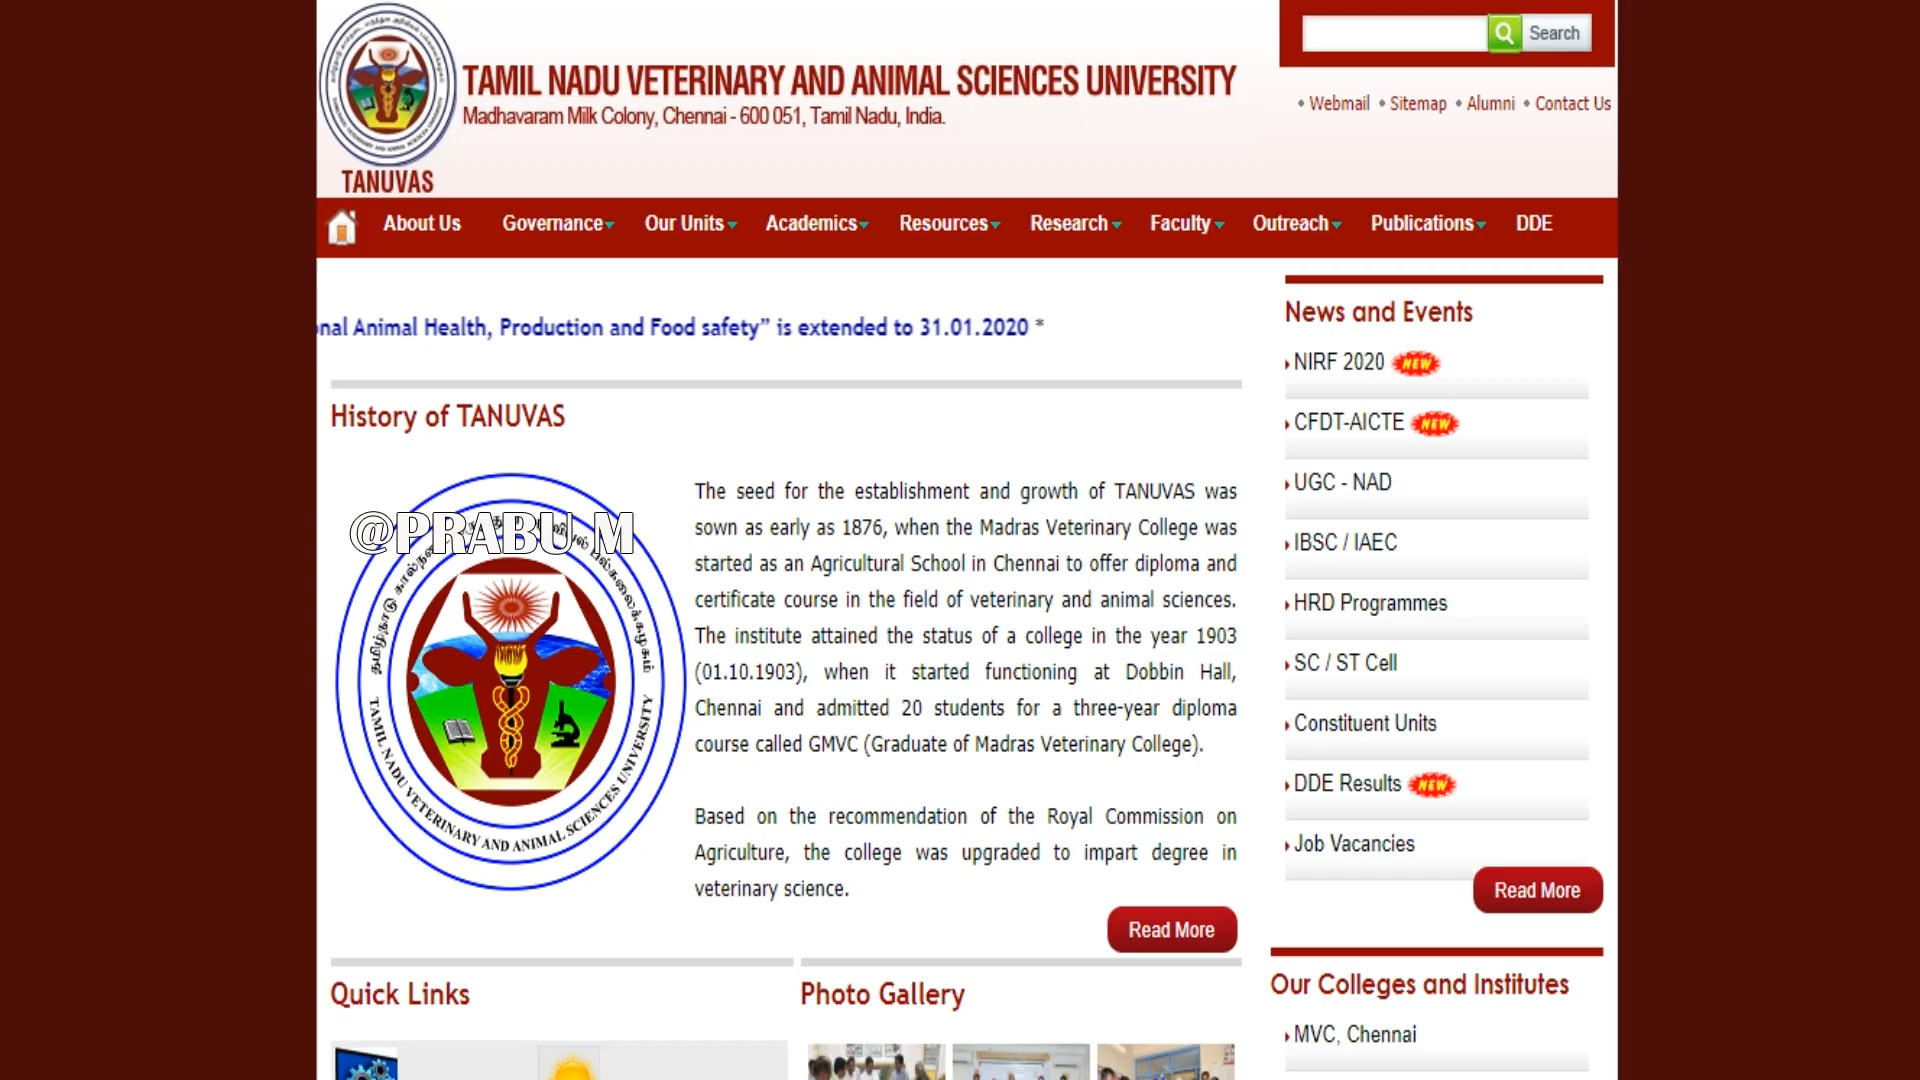 TAMIL NADU VETERINARY AND ANIMAL SCIENCES UNIVERSITY
Madhavaram Milk Colony, Chennai - 600 051, Tamil Nadu, India.
TANUVAS
Search
Webmail • Sitemap • Alumni • Contact Us
About Us Governance Our Units Academics Resources Research Faculty Outreach Publications DDE
Animal Health, Production and Food safety” is extended to 31.01.2020 *
History of TANUVAS
@PRABU M
TAMIL NADU VETERINARY AND ANIMAL SCIENCES UNIVERSITY
The seed for the establishment and growth of TANUVAS was
sown as early as 1876, when the Madras Veterinary College was
started as an Agricultural School in Chennai to offer diploma and
certificate course in the field of veterinary and animal sciences.
The institute attained the status of a college in the year 1903
(01.10.1903), when it started functioning at Dobbin Hall,
Chennai and admitted 20 students for a three-year diploma
course called GMVC (Graduate of Madras Veterinary College).
Based on the recommendation of the Royal Commission on
Agriculture, the college was upgraded to impart degree in
veterinary science.
Read More
Quick Links
Photo Gallery
News and Events
NIRF 2020 NEW
CFDT-AICTE NEW
UGC - NAD
IBSC / IAEC
HRD Programmes
SC / ST Cell
Constituent Units
DDE Results NEW
Job Vacancies
Read More
Our Colleges and Institutes
MVC, Chennai